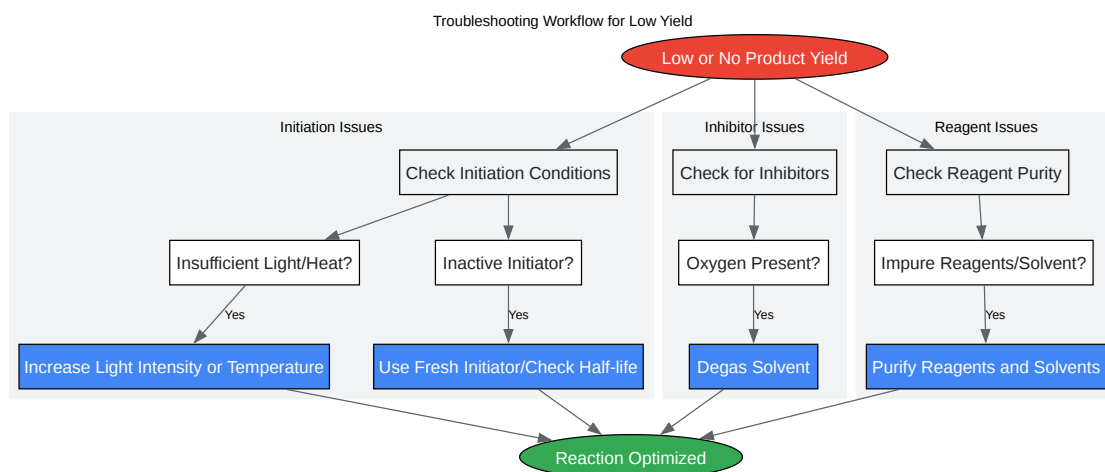 Troubleshooting Workflow for Low Yield
Low or No Product Yield
Initiation Issues
Inhibitor Issues
Reagent Issues
Check Initiation Conditions
Check for Inhibitors
Check Reagent Purity
Insufficient Light/Heat?
Inactive Initiator?
Oxygen Present?
Impure Reagents/Solvent?
Yes
Yes
Yes
Yes
Increase Light Intensity or Temperature
Use Fresh Initiator/Check Half-life
Degas Solvent
Purify Reagents and Solvents
Reaction Optimized